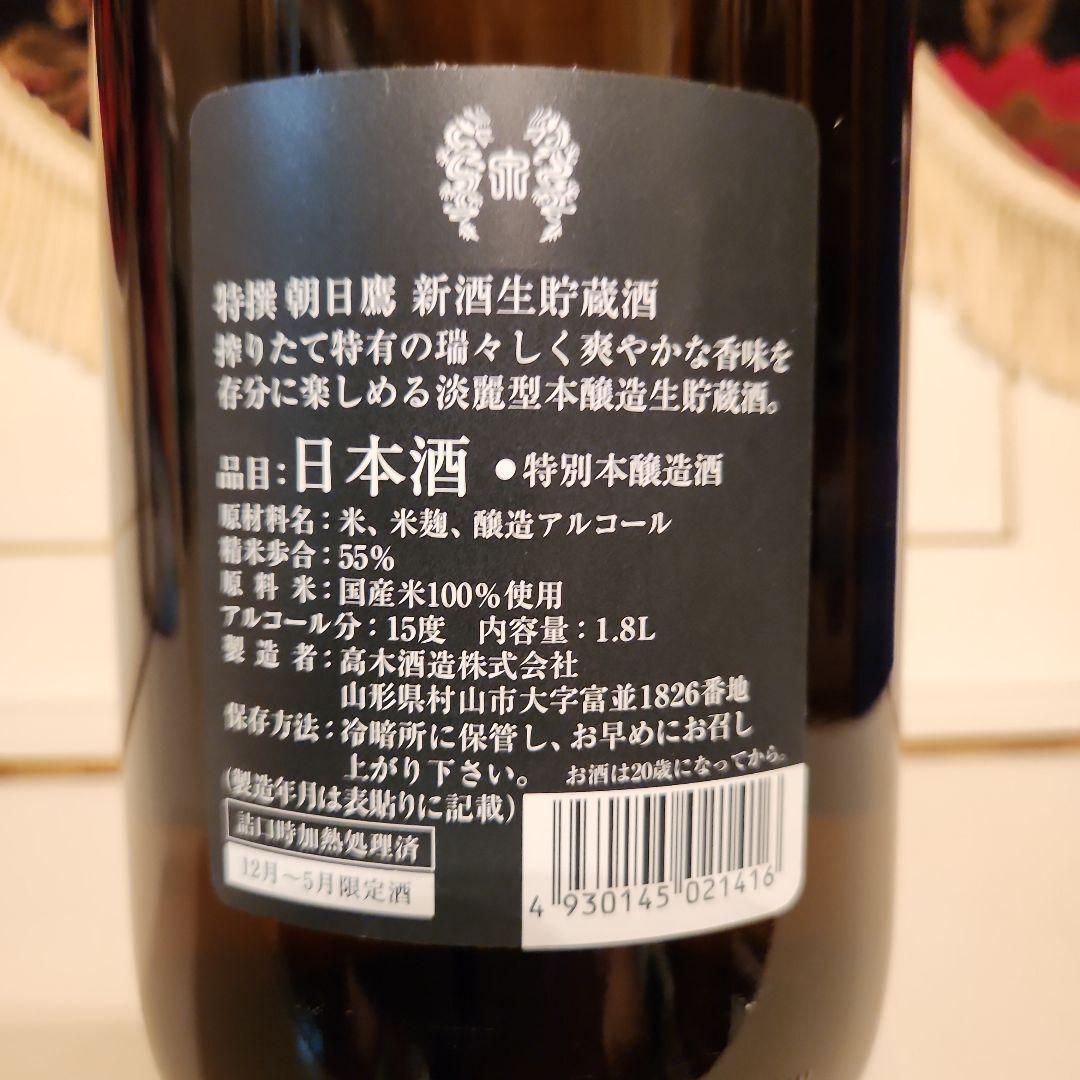 特撰 朝日鷹 新酒生貯蔵酒
搾りたて特有の瑞々しく爽やかな香味を
存分に楽しめる淡麗型本醸造生貯蔵酒。
品目:日本酒 ●特別本醸造酒
原材料名:米、米麹、醸造アルコール
精米歩合:55%
原料米:国産米100%使用
アルコール分:15度 内容量:1.8L
製造者:高木酒造株式会社
山形県村山市大字富並1826番地
保存方法:冷暗所に保管し、お早めにお召し
上がり下さい。 お酒は20歳になってから。
(製造年月は表貼りに記載)
詰口時加熱処理済
12月～5月限定酒
4 930145 021416